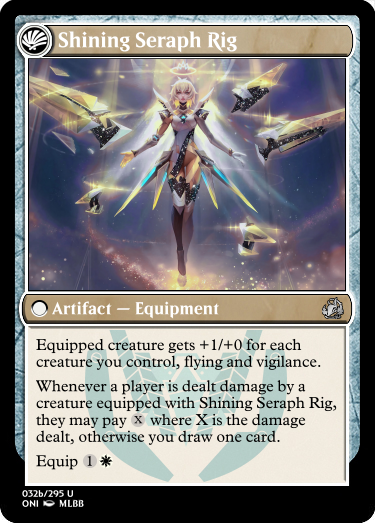 Shining Seraph Rig
Artifact — Equipment
Equipped creature gets +1/+0 for each
creature you control, flying and vigilance.
Whenever a player is dealt damage by a
creature equipped with Shining Seraph Rig,
they may pay X where X is the damage
dealt, otherwise you draw one card.
Equip 1
032b/295 U
ONI MLBB